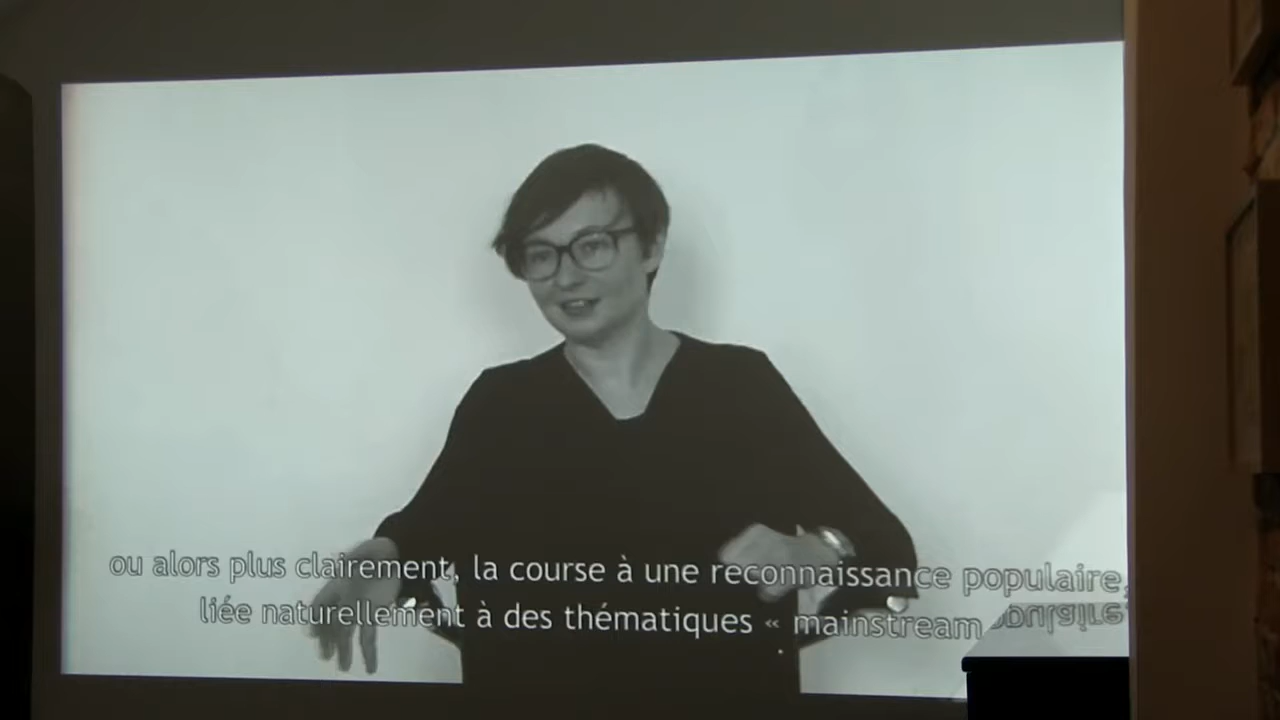 ou alors plus clairement, la course à une reconnaissance populaire,
liée naturellement à des thématiques « mainstream